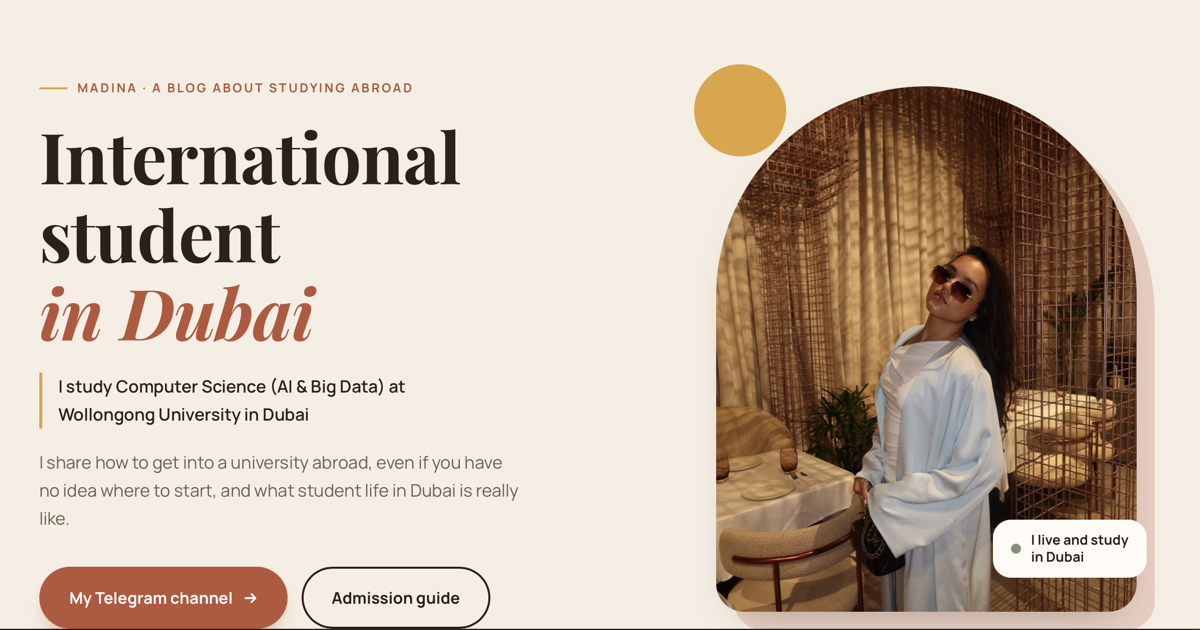 MADINA · A BLOG ABOUT STUDYING ABROAD
International
student
in Dubai
I study Computer Science (AI & Big Data) at
Wollongong University in Dubai
I share how to get into a university abroad, even if you have
no idea where to start, and what student life in Dubai is really
like.
My Telegram channel →
Admission guide
I live and study
in Dubai